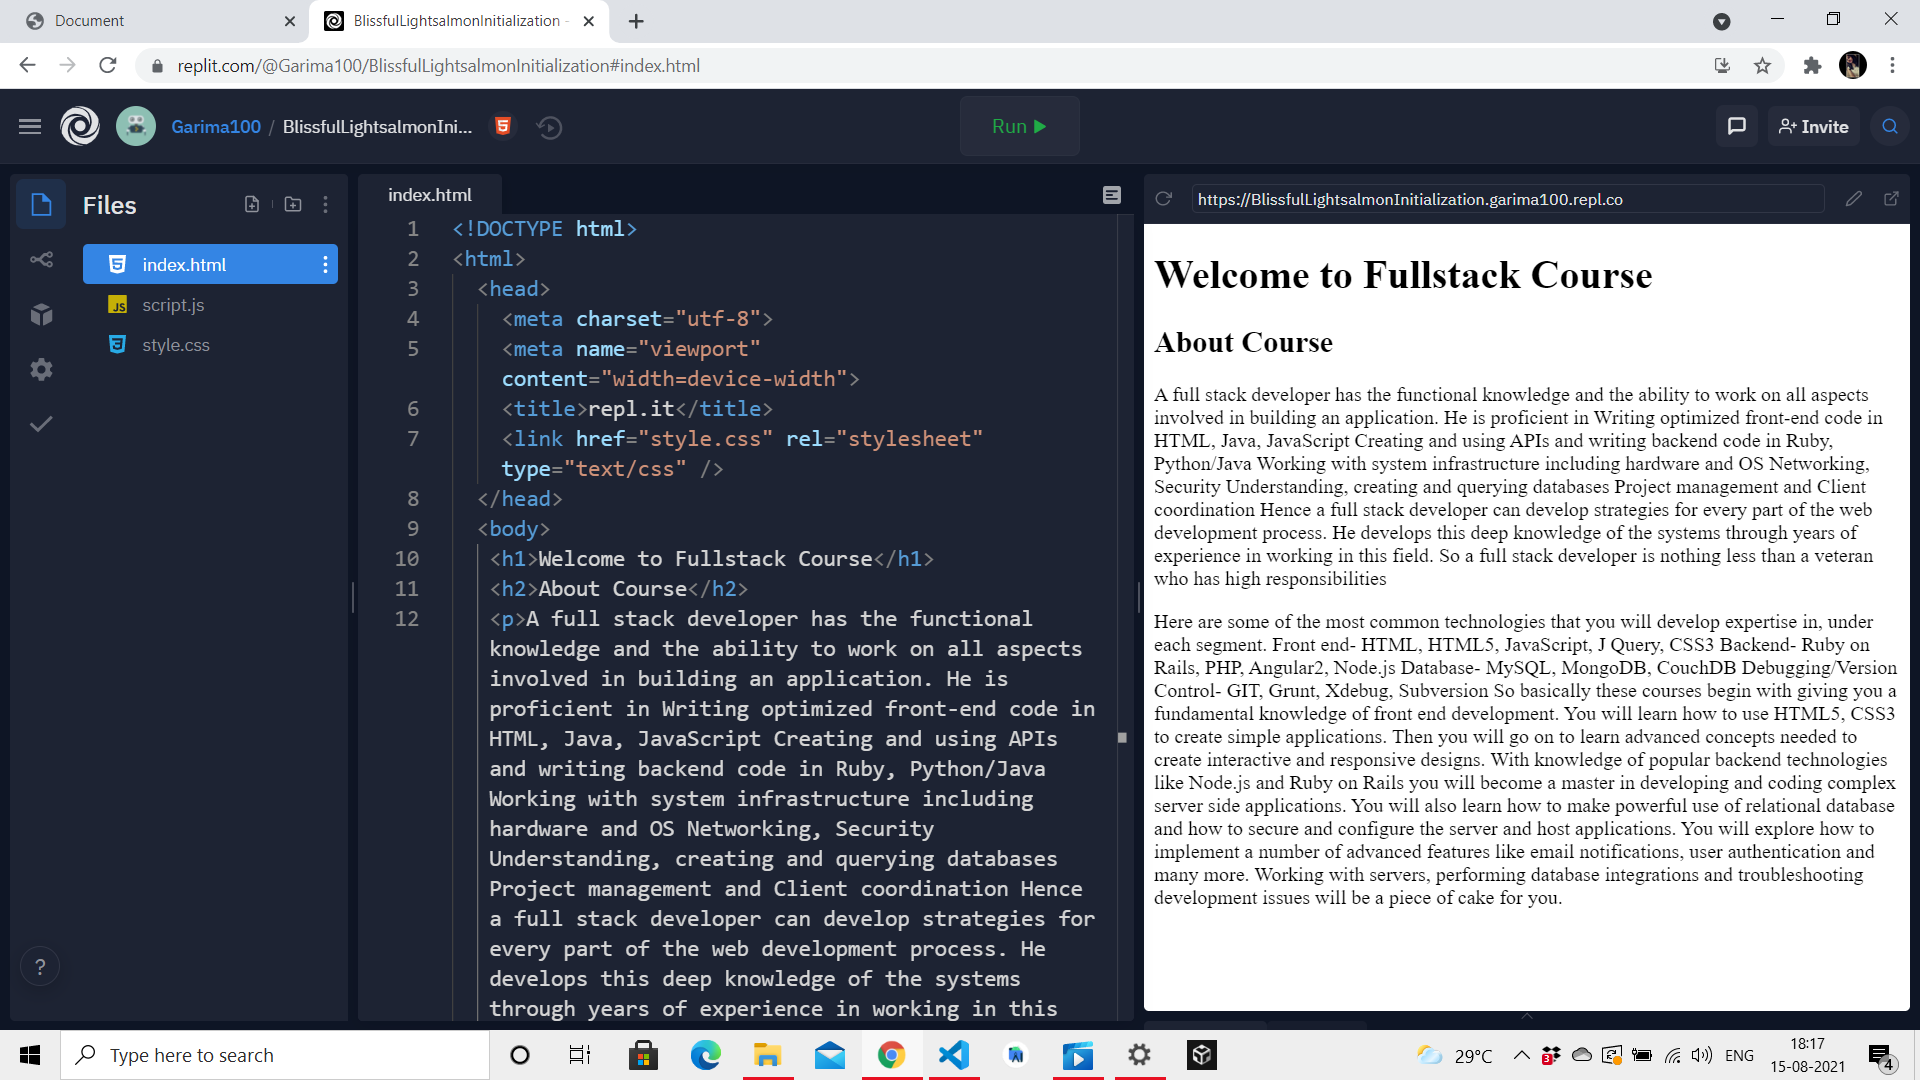 Document
BlissfulLightsalmonInitialization -
replit.com/@Garima100/BlissfulLightsalmonInitialization#index.html
Garima100 / BlissfulLightsalmonIni...
Run
Invite
Files
index.html
script.js
style.css
?
index.html
1 <!DOCTYPE html>
2 <html>
3 <head>
4 <meta charset="utf-8">
5 <meta name="viewport"
content="width=device-width">
6 <title>repl.it</title>
7 <link href="style.css" rel="stylesheet"
type="text/css" />
8 </head>
9 <body>
10 <h1>Welcome to Fullstack Course</h1>
11 <h2>About Course</h2>
12 <p>A full stack developer has the functional
knowledge and the ability to work on all aspects
involved in building an application. He is
proficient in Writing optimized front-end code in
HTML, Java, JavaScript Creating and using APIs
and writing backend code in Ruby, Python/Java
Working with system infrastructure including
hardware and OS Networking, Security
Understanding, creating and querying databases
Project management and Client coordination Hence
a full stack developer can develop strategies for
every part of the web development process. He
develops this deep knowledge of the systems
through years of experience in working in this
https://BlissfulLightsalmonInitialization.garima100.repl.co
Welcome to Fullstack Course
About Course
A full stack developer has the functional knowledge and the ability to work on all aspects
involved in building an application. He is proficient in Writing optimized front-end code in
HTML, Java, JavaScript Creating and using APIs and writing backend code in Ruby,
Python/Java Working with system infrastructure including hardware and OS Networking,
Security Understanding, creating and querying databases Project management and Client
coordination Hence a full stack developer can develop strategies for every part of the web
development process. He develops this deep knowledge of the systems through years of
experience in working in this field. So a full stack developer is nothing less than a veteran
who has high responsibilities
Here are some of the most common technologies that you will develop expertise in, under
each segment. Front end- HTML, HTML5, JavaScript, J Query, CSS3 Backend- Ruby on
Rails, PHP, Angular2, Node.js Database- MySQL, MongoDB, CouchDB Debugging/Version
Control- GIT, Grunt, Xdebug, Subversion So basically these courses begin with giving you a
fundamental knowledge of front end development. You will learn how to use HTML5, CSS3
to create simple applications. Then you will go on to learn advanced concepts needed to
create interactive and responsive designs. With knowledge of popular backend technologies
like Node.js and Ruby on Rails you will become a master in developing and coding complex
server side applications. You will also learn how to make powerful use of relational database
and how to secure and configure the server and host applications. You will explore how to
implement a number of advanced features like email notifications, user authentication and
many more. Working with servers, performing database integrations and troubleshooting
development issues will be a piece of cake for you.
Type here to search
29°C
3
ENG
18:17
15-08-2021
4